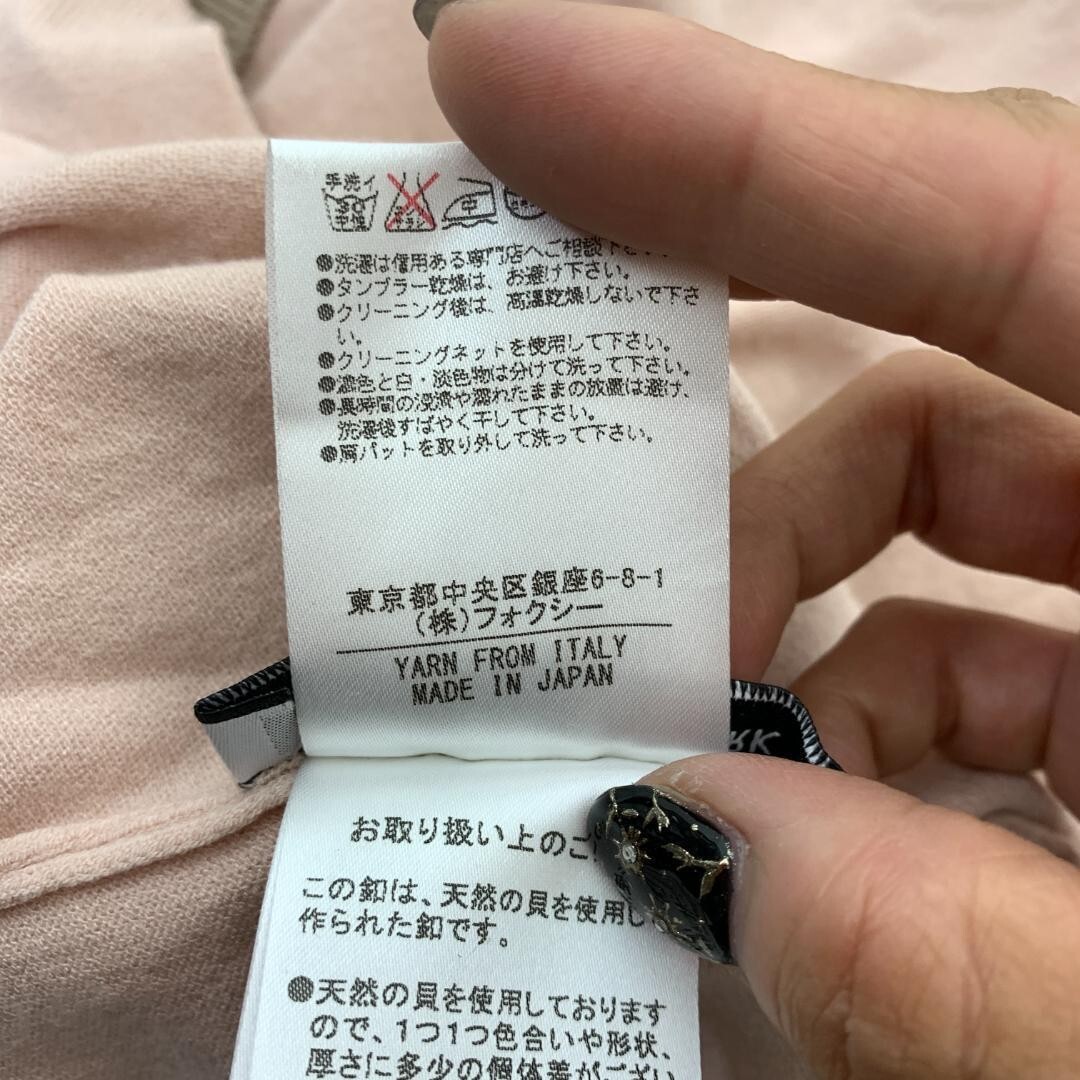 手洗イ
中性
●洗濯は信用ある専門店へご相談下さい。
●タンブラー乾燥は、お避け下さい。
●クリーニング後は、高温乾燥しないで下さ
い。
●クリーニングネットを使用して下さい。
●濃色と白・淡色物は分けて洗って下さい。
●長時間の浸漬や濡れたままの放置は避け、
洗濯後すばやく干して下さい。
●肩パットを取り外して洗って下さい。
東京都中央区銀座6-8-1
(株)フォクシー
YARN FROM ITALY
MADE IN JAPAN
お取り扱い上のご
この釦は、天然の貝を使用し
作られた釦です。
●天然の貝を使用しております
ので、1つ1つ色合いや形状、
厚さに多少の個体差がござい